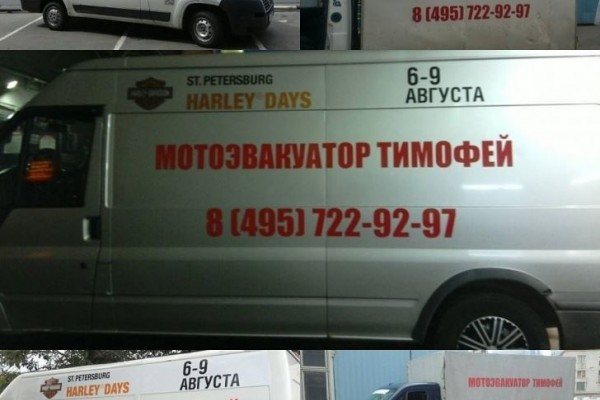 8 (495) 722-92-97
ST. PETERSBURG
HARLEY DAYS
6-9
АВГУСТА
МОТОЭВАКУАТОР ТИМОФЕЙ
8 (495) 722-92-97
ST. PETERSBURG
HARLEY DAYS
6-9
АВГУСТА
МОТОЭВАКУАТОР ТИМОФЕЙ